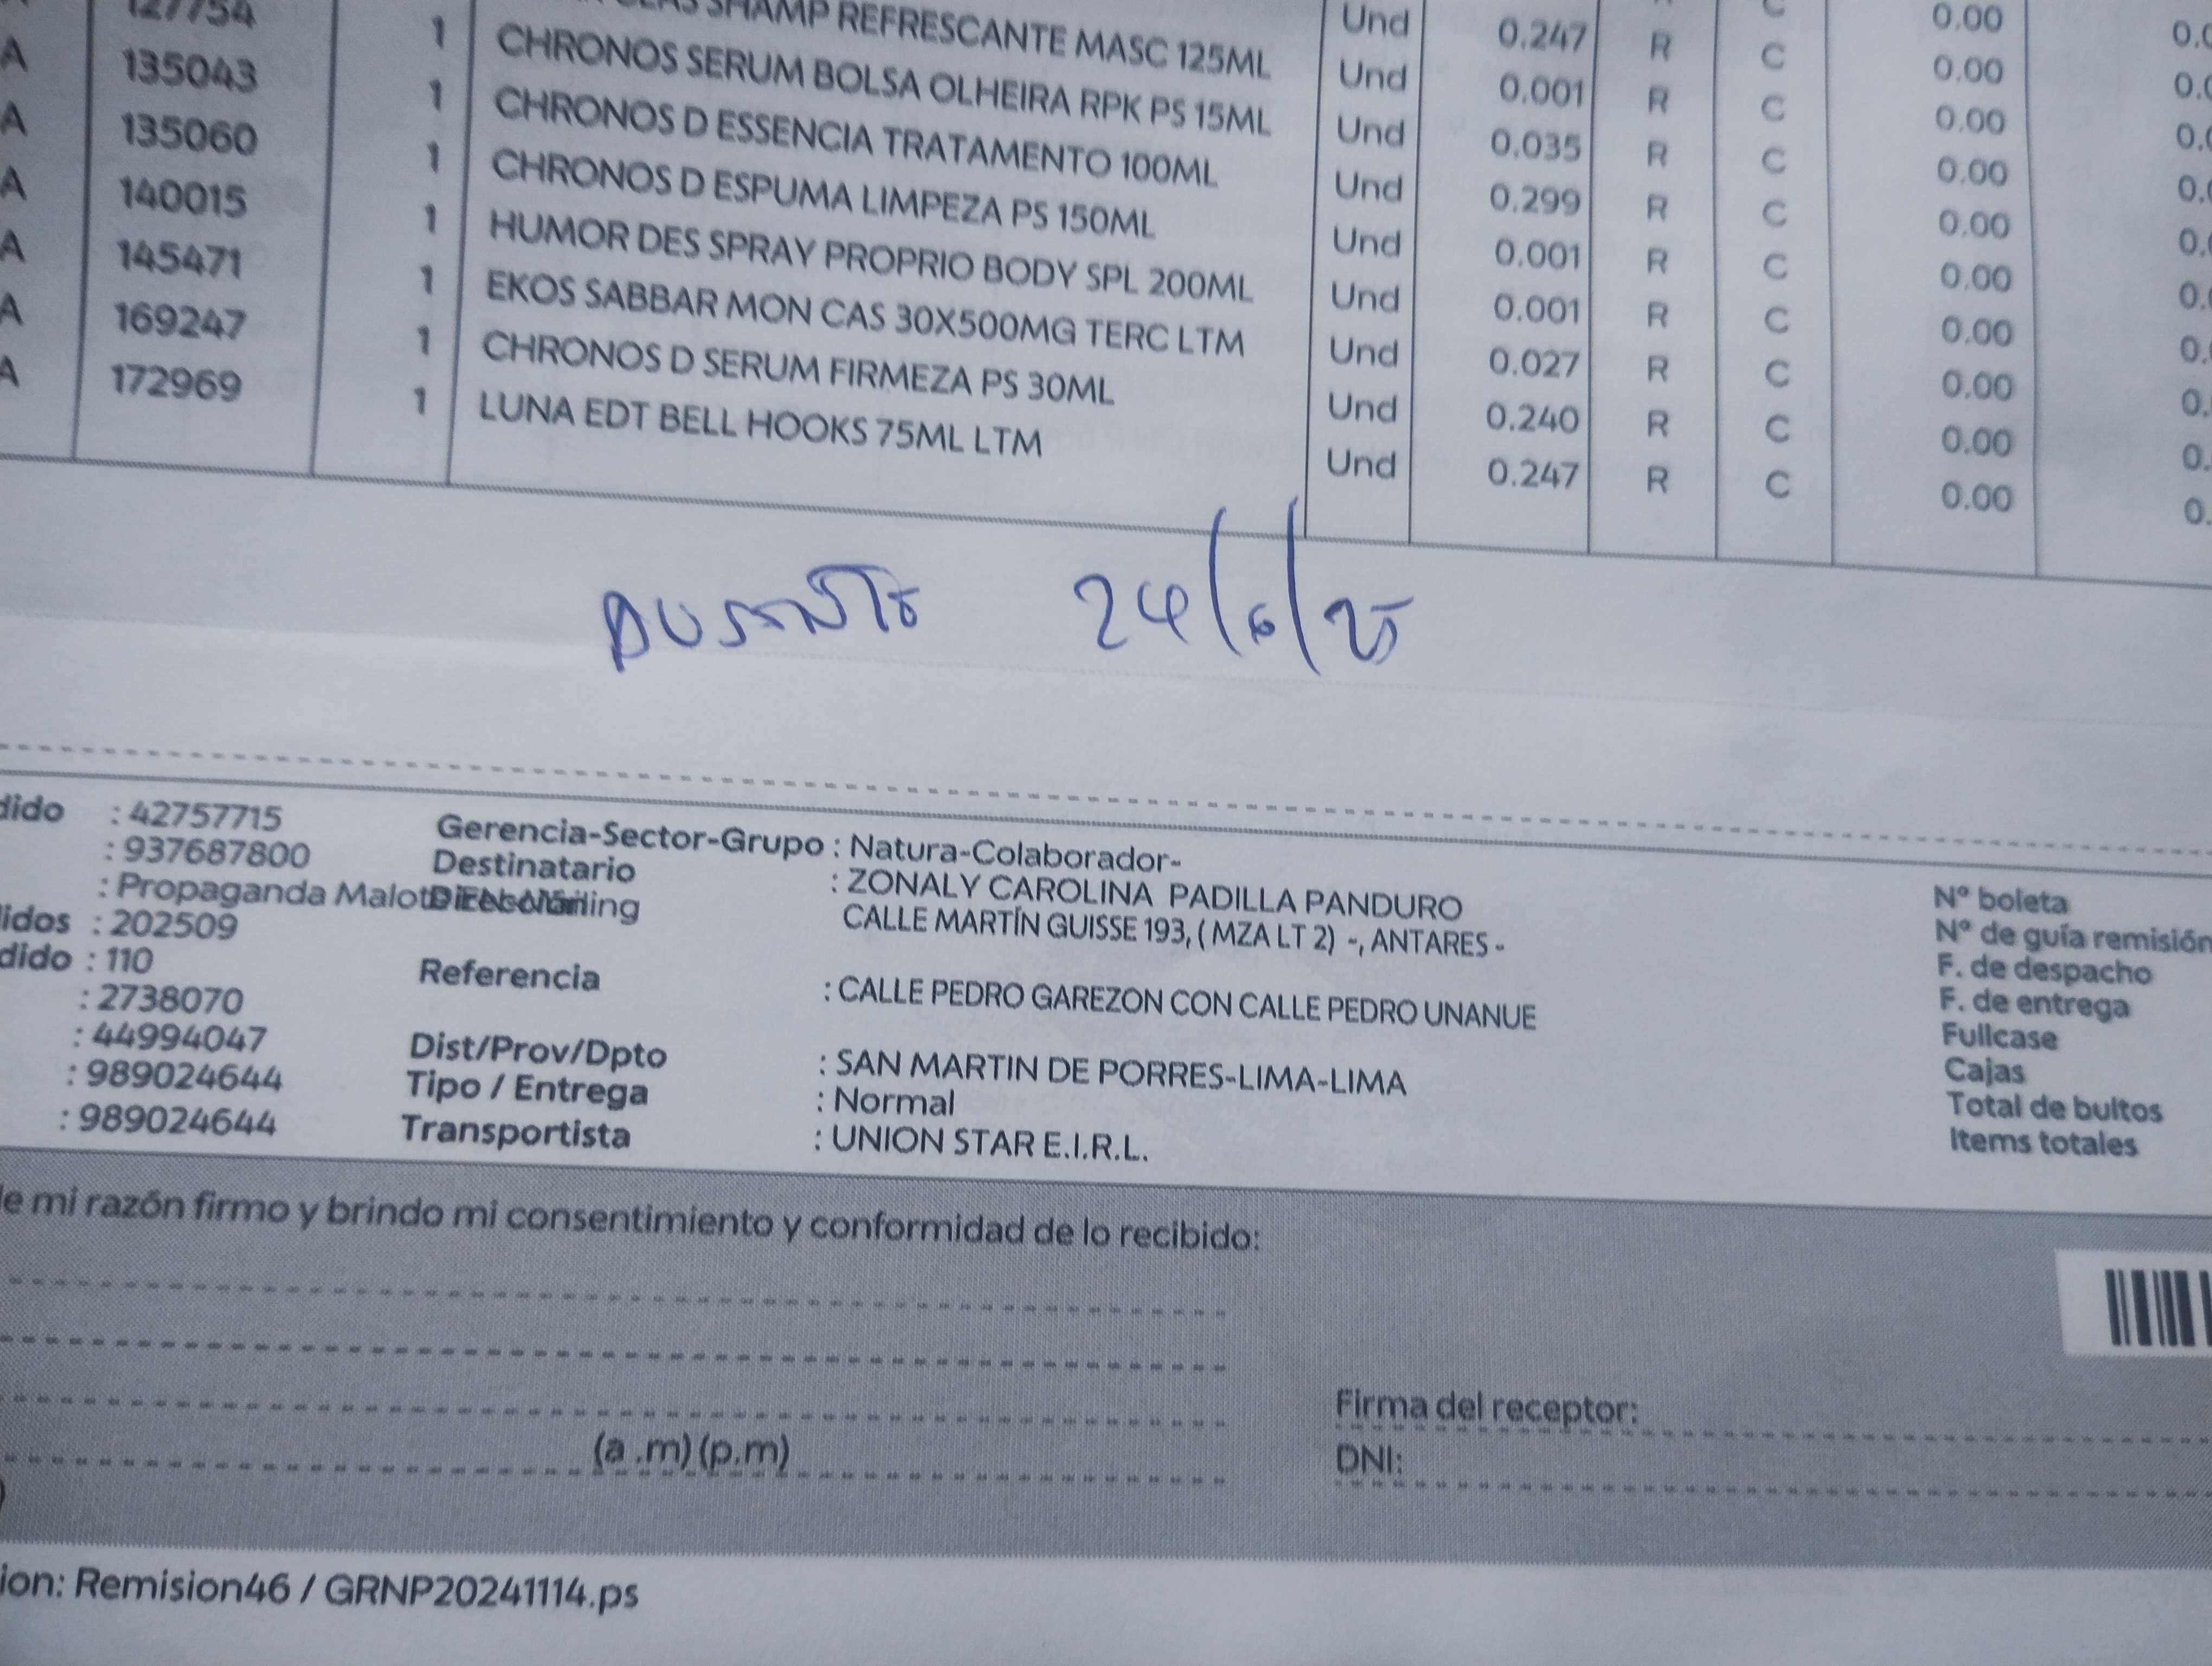 A 127754 1 SHAMP REFRESCANTE MASC 125ML Und 0.247 R C 0.00
A 135043 1 CHRONOS SERUM BOLSA OLHEIRA RPK PS 15ML Und 0.001 R C 0.00
A 135060 1 CHRONOS D ESSENCIA TRATAMENTO 100ML Und 0.035 R C 0.00
A 140015 1 CHRONOS D ESPUMA LIMPEZA PS 150ML Und 0.299 R C 0.00
A 145471 1 HUMOR DES SPRAY PROPRIO BODY SPL 200ML Und 0.001 R C 0.00
A 169247 1 EKOS SABBAR MON CAS 30X500MG TERC LTM Und 0.001 R C 0.00
A 172969 1 CHRONOS D SERUM FIRMEZA PS 30ML Und 0.027 R C 0.00
1 LUNA EDT BELL HOOKS 75ML LTM Und 0.240 R C 0.00
Und 0.247 R C 0.00
24/6/25
dido : 42757715 Gerencia-Sector-Grupo : Natura-Colaborador-
: 937687800 Destinatario : ZONALY CAROLINA PADILLA PANDURO
: Propaganda Dirección CALLE MARTÍN GUISSE 193, ( MZA LT 2) -, ANTARES -
idos : 202509
dido : 110 Referencia : CALLE PEDRO GAREZON CON CALLE PEDRO UNANUE
: 2738070
: 44994047 Dist/Prov/Dpto : SAN MARTIN DE PORRES-LIMA-LIMA
: 989024644 Tipo / Entrega : Normal
: 989024644 Transportista : UNION STAR E.I.R.L.
N° boleta
N° de guía remisión
F. de despacho
F. de entrega
Fullcase
Cajas
Total de bultos
Items totales
de mi razón firmo y brindo mi consentimiento y conformidad de lo recibido:
Firma del receptor:
(a .m) (p.m) DNI:
ion: Remision46 / GRNP20241114.ps